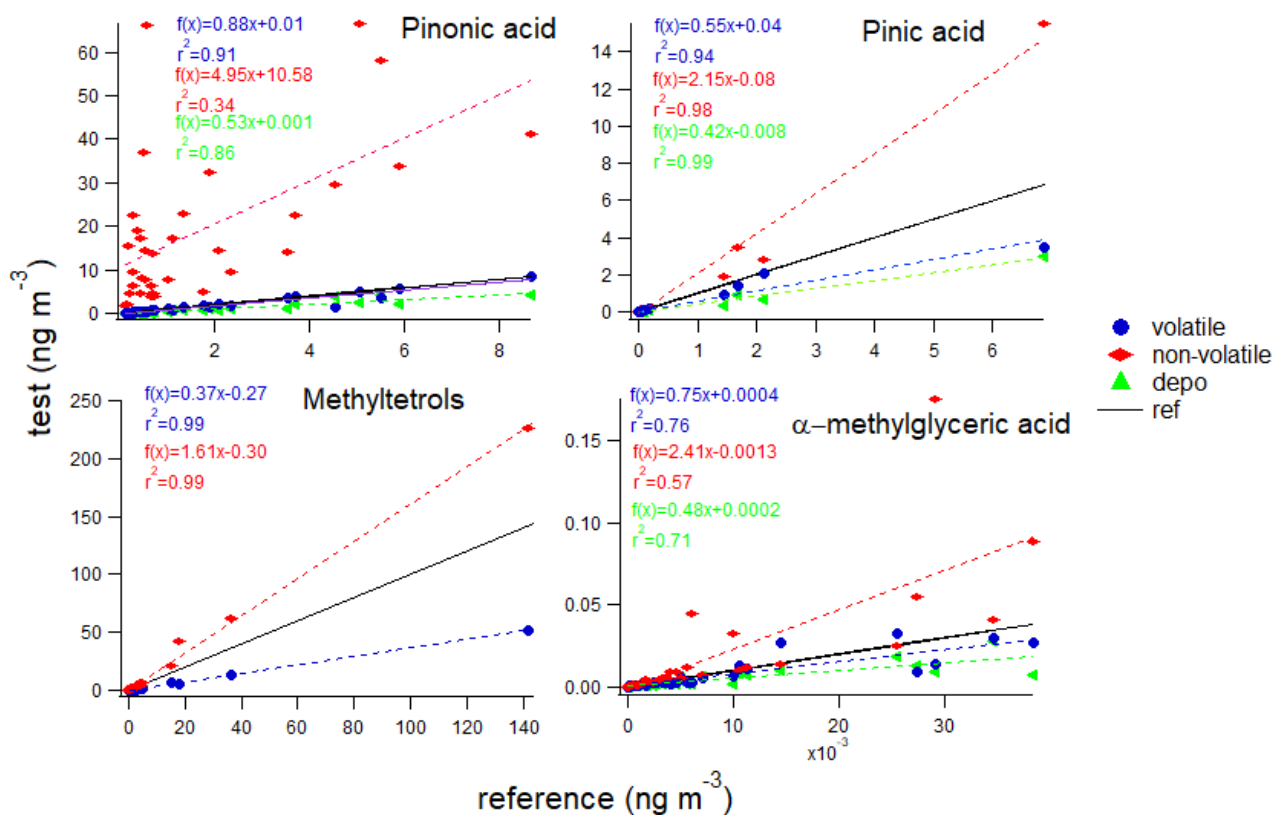 Pinonic acid
f(x)=0.88x+0.01
r²=0.91
f(x)=4.95x+10.58
r²=0.34
f(x)=0.53x+0.001
r²=0.86
60
50
40
30
20
10
0
2
4
6
8
Pinic acid
f(x)=0.55x+0.04
r²=0.94
f(x)=2.15x-0.08
r²=0.98
f(x)=0.42x-0.008
r²=0.99
14
12
10
8
6
4
2
0
0
1
2
3
4
5
6
test (ng m⁻³)
volatile
non-volatile
depo
ref
Methyltetrols
f(x)=0.37x-0.27
r²=0.99
f(x)=1.61x-0.30
r²=0.99
250
200
150
100
50
0
0
20
40
60
80
100
120
140
α−methylglyceric acid
f(x)=0.75x+0.0004
r²=0.76
f(x)=2.41x-0.0013
r²=0.57
f(x)=0.48x+0.0002
r²=0.71
0.15
0.10
0.05
0.00
0
10
20
30
x10⁻³
reference (ng m⁻³)